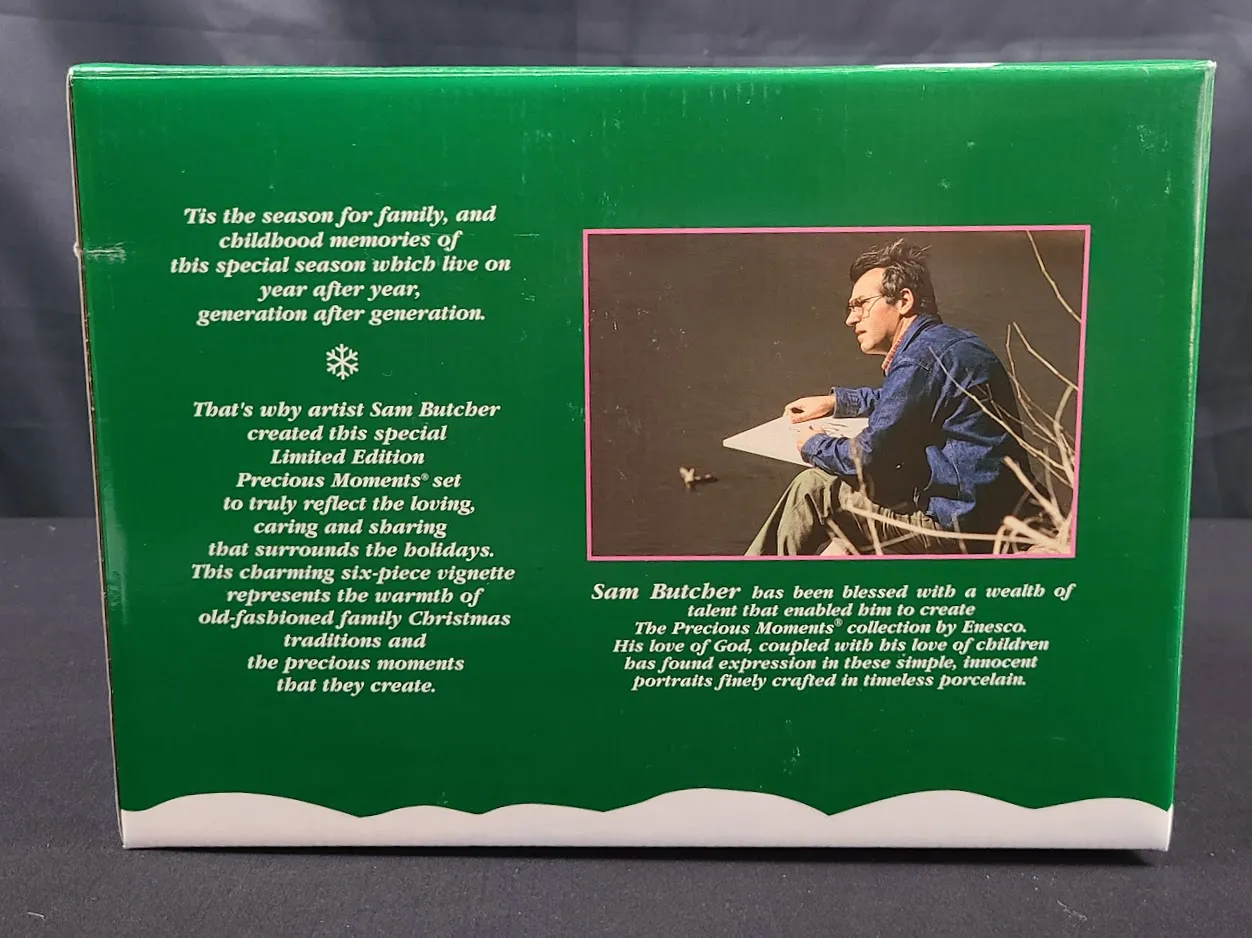 'Tis the season for family, and
childhood memories of
this special season which live on
year after year,
generation after generation.
That's why artist Sam Butcher
created this special
Limited Edition
Precious Moments® set
to truly reflect the loving,
caring and sharing
that surrounds the holidays.
This charming six-piece vignette
represents the warmth of
old-fashioned family Christmas
traditions and
the precious moments
that they create.
Sam Butcher has been blessed with a wealth of
talent that enabled him to create
The Precious Moments® collection by Enesco.
His love of God, coupled with his love of children
has found expression in these simple, innocent
portraits finely crafted in timeless porcelain.